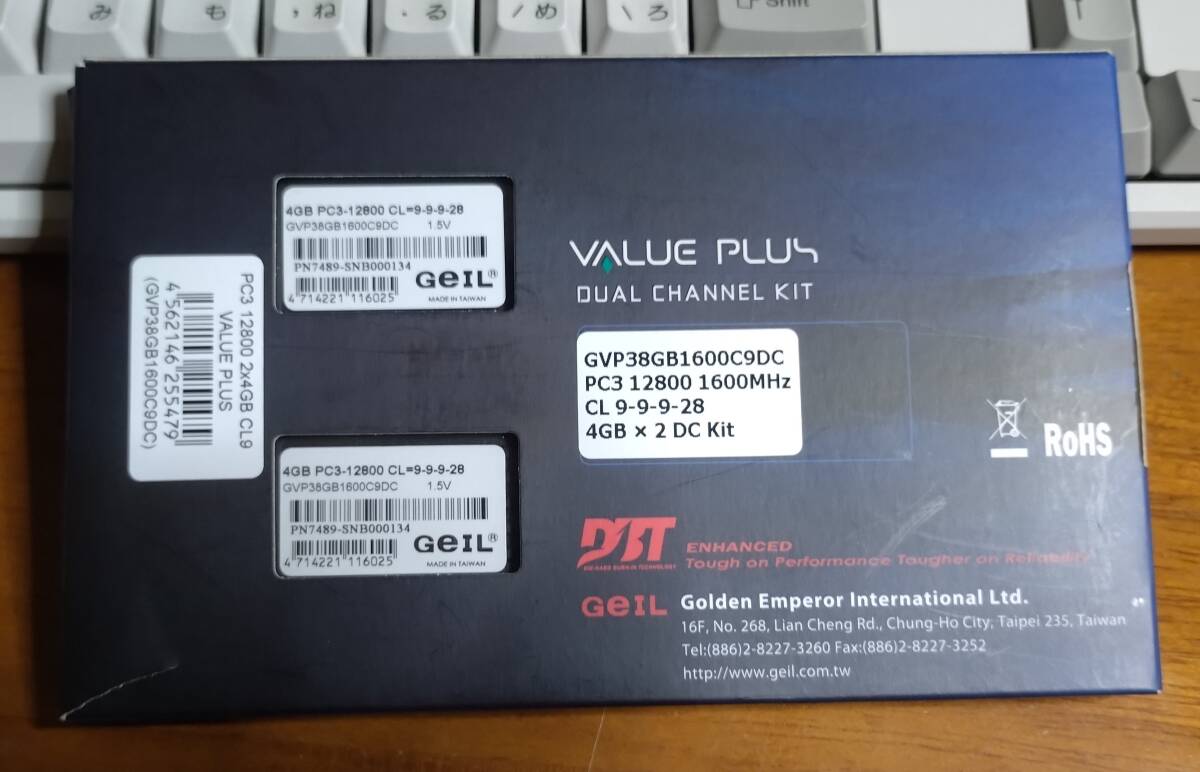 み
も
ね
る
め
ろ
Shift
4GB PC3-12800 CL=9-9-9-28
GVP38GB1600C9DC 1.5V
PN7489-SNB000134
GeIL®
4 714221 116025
MADE IN TAIWAN
PC3 12800 2x4GB CL9
VALUE PLUS
4 562146 255479
(GVP38GB1600C9DC)
4GB PC3-12800 CL=9-9-9-28
GVP38GB1600C9DC 1.5V
PN7489-SNB000134
GeIL®
4 714221 116025
MADE IN TAIWAN
VALUE PLUS
DUAL CHANNEL KIT
GVP38GB1600C9DC
PC3 12800 1600MHz
CL 9-9-9-28
4GB × 2 DC Kit
RoHS
DBT
DIE-HARD BURN-IN TECHNOLOGY
ENHANCED
Tough on Performance Tougher on Reliability
GeIL
Golden Emperor International Ltd.
16F, No. 268, Lian Cheng Rd., Chung-Ho City, Taipei 235, Taiwan
Tel:(886)2-8227-3260 Fax:(886)2-8227-3252
http://www.geil.com.tw